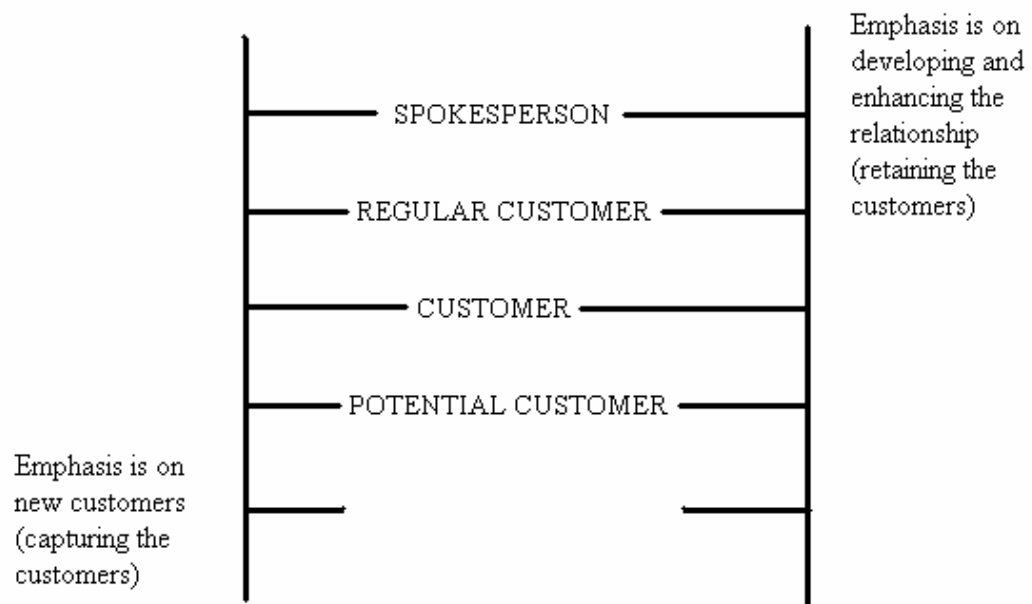 Emphasis is on
developing and
enhancing the
relationship
(retaining the
customers)
SPOKESPERSON
REGULAR CUSTOMER
CUSTOMER
POTENTIAL CUSTOMER
Emphasis is on
new customers
(capturing the
customers)